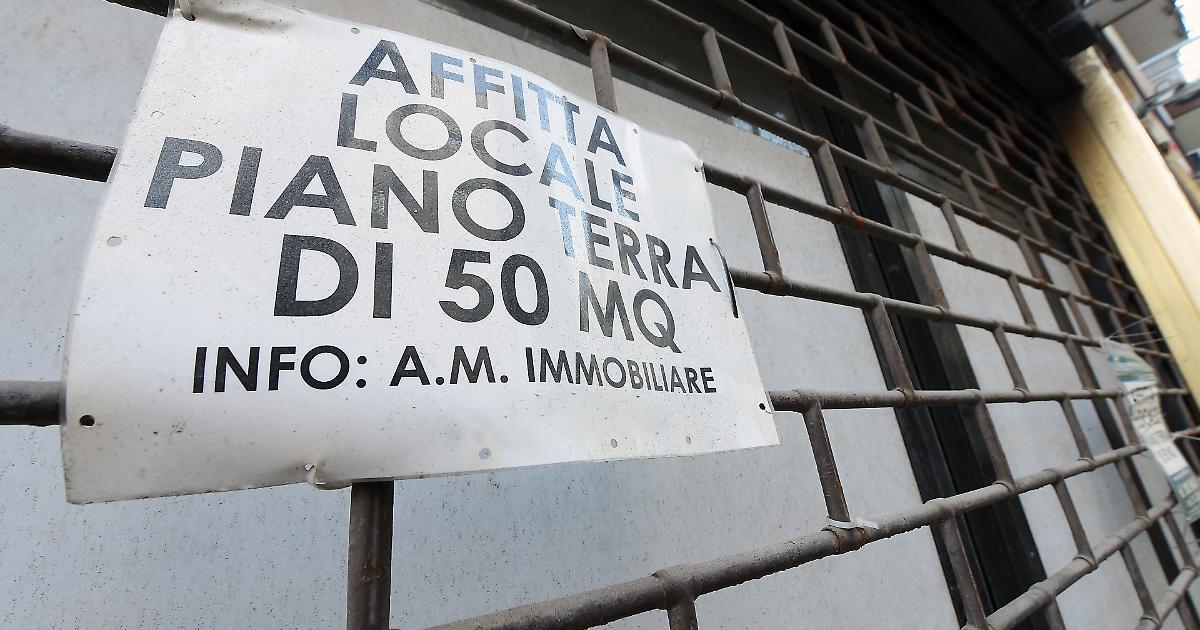 AFFITTA
LOCALE
PIANO TERRA
DI 50 MQ
INFO: A.M. IMMOBILIARE